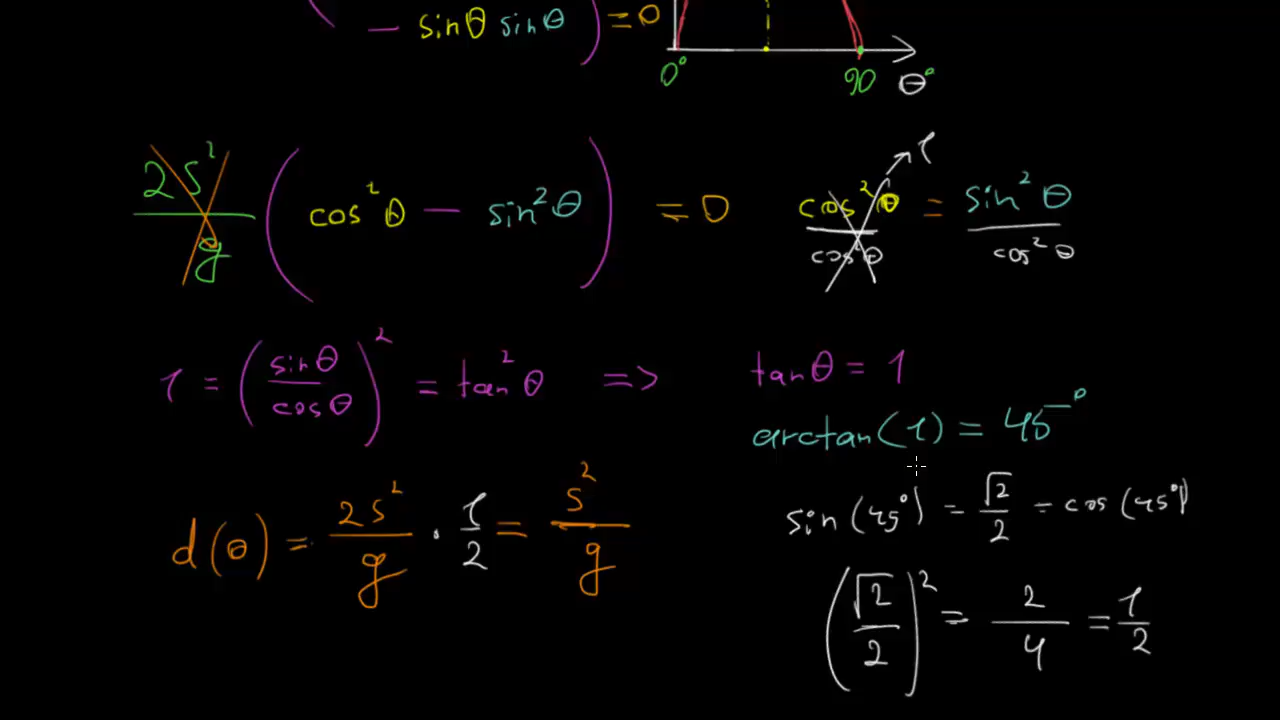 − sinθ sinθ ) = 0
0° 90 θ°
2s²/g ( cos²θ − sin²θ ) = 0
cos²θ/cos²θ → 1 = sin²θ/cos²θ
1 = (sinθ/cosθ)² = tan²θ => tanθ = 1
arctan(1) = 45°
d(θ) = 2s²/g · 1/2 = s²/g
sin(45°) = √2/2 = cos(45°)
(√2/2)² = 2/4 = 1/2